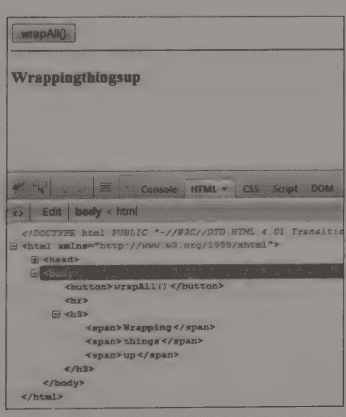 wrapAll()
Wrappingthingsup
Console HTML CSS Script DOM
Edit body < html
<!DOCTYPE html PUBLIC "-//W3C//DTD HTML 4.01 Transitic
<html xmlns="http://www.w3.org/1999/xhtml">
<head>
<body>
<button>wrapAll()</button>
<hr>
<h3>
<span>Wrapping</span>
<span>things</span>
<span>up</span>
</h3>
</body>
</html>